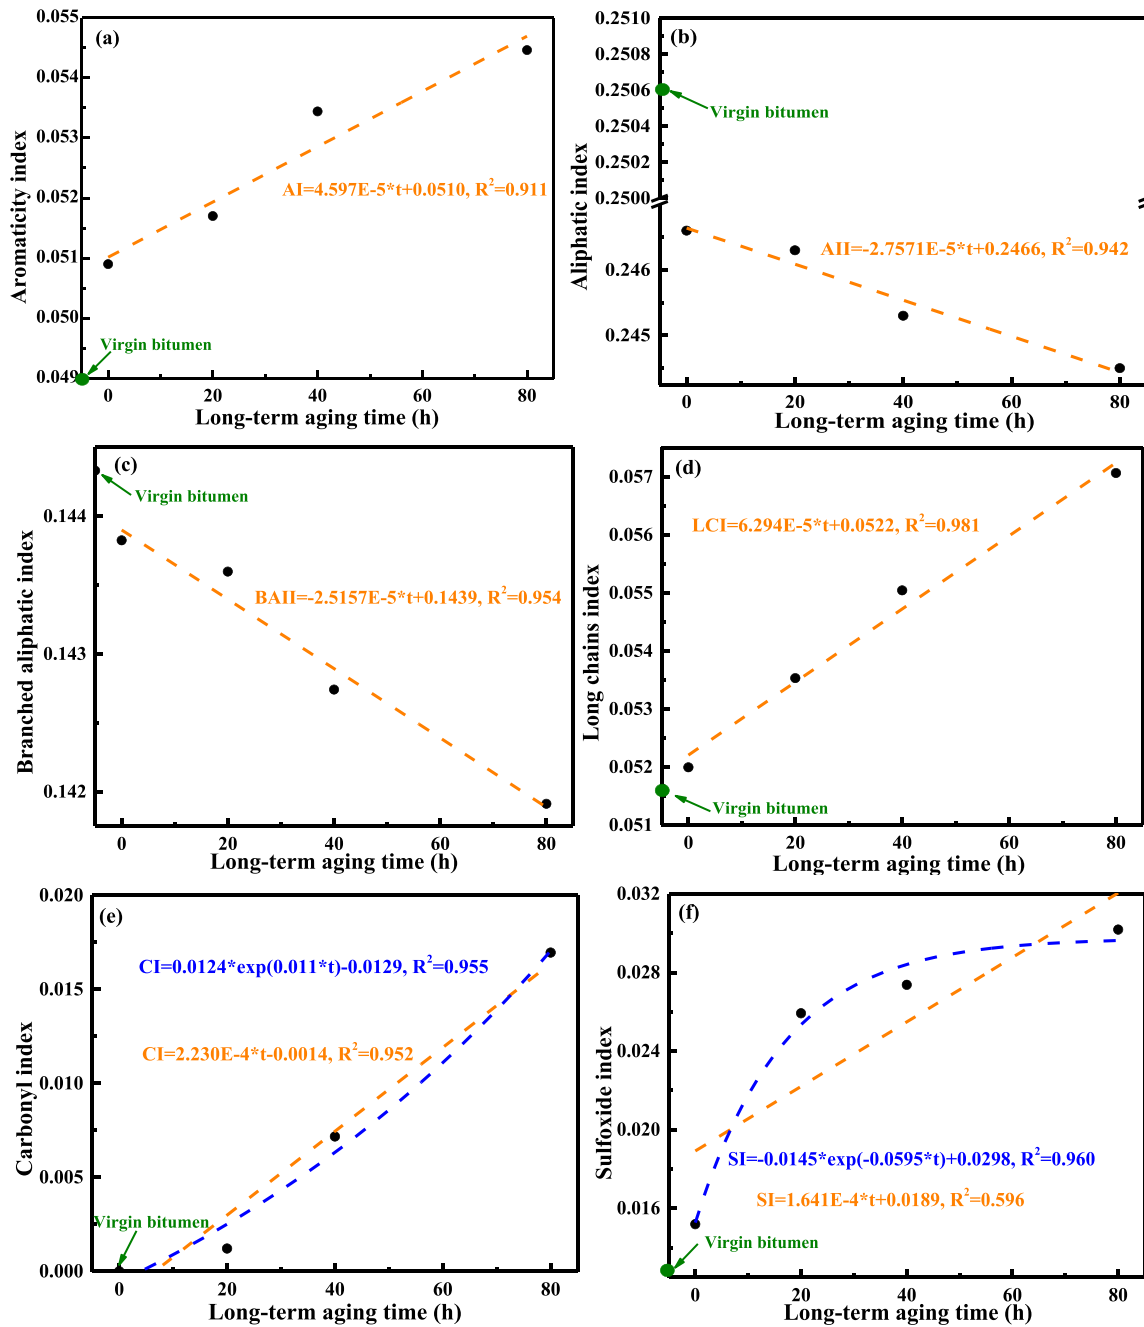 (a)
Aromaticity index
0.055
0.054
0.053
0.052
0.051
0.050
0.049
AI=4.597E-5*t+0.0510, R²=0.911
Virgin bitumen
0 20 40 60 80
Long-term aging time (h)
(b)
Aliphatic index
0.2510
0.2508
0.2506
0.2504
0.2502
0.2500
0.246
0.245
Virgin bitumen
AII=-2.7571E-5*t+0.2466, R²=0.942
0 20 40 60 80
Long-term aging time (h)
(c)
Branched aliphatic index
0.144
0.143
0.142
Virgin bitumen
BAII=-2.5157E-5*t+0.1439, R²=0.954
0 20 40 60 80
Long-term aging time (h)
(d)
Long chains index
0.057
0.056
0.055
0.054
0.053
0.052
0.051
LCI=6.294E-5*t+0.0522, R²=0.981
Virgin bitumen
0 20 40 60 80
Long-term aging time (h)
(e)
Carbonyl index
0.020
0.015
0.010
0.005
0.000
CI=0.0124*exp(0.011*t)-0.0129, R²=0.955
CI=2.230E-4*t-0.0014, R²=0.952
Virgin bitumen
0 20 40 60 80
Long-term aging time (h)
(f)
Sulfoxide index
0.032
0.028
0.024
0.020
0.016
SI=-0.0145*exp(-0.0595*t)+0.0298, R²=0.960
SI=1.641E-4*t+0.0189, R²=0.596
Virgin bitumen
0 20 40 60 80
Long-term aging time (h)